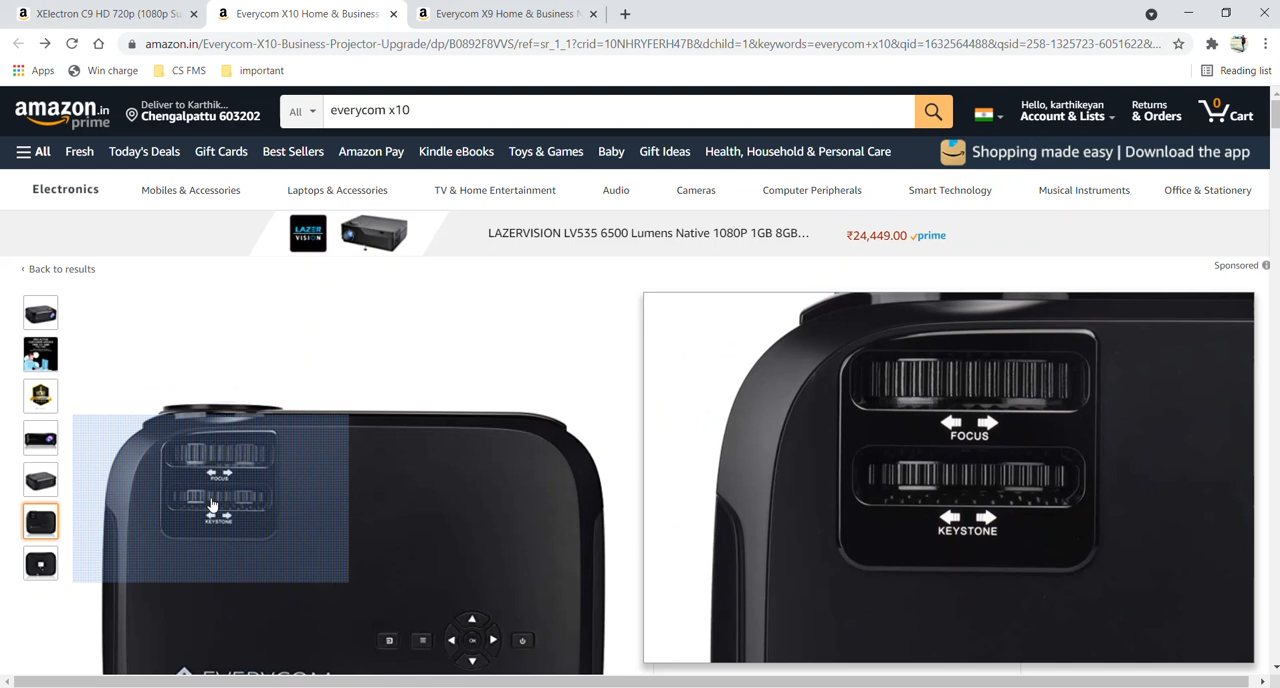 XElectron C9 HD 720p (1080p Su
Everycom X10 Home & Business
Everycom X9 Home & Business N
amazon.in/Everycom-X10-Business-Projector-Upgrade/dp/B0892F8VVS/ref=sr_1_1?crid=10NHRYFERH47B&dchild=1&keywords=everycom+x10&qid=1632564488&qsid=258-1325723-6051622&...
Apps
Win charge
CS FMS
important
Reading list
amazon.in
prime
Deliver to Karthik...
Chengalpattu 603202
All
everycom x10
Hello, karthikeyan
Account & Lists
Returns
& Orders
0
Cart
All
Fresh
Today's Deals
Gift Cards
Best Sellers
Amazon Pay
Kindle eBooks
Toys & Games
Baby
Gift Ideas
Health, Household & Personal Care
Shopping made easy | Download the app
Electronics
Mobiles & Accessories
Laptops & Accessories
TV & Home Entertainment
Audio
Cameras
Computer Peripherals
Smart Technology
Musical Instruments
Office & Stationery
LAZER
VISION
LAZERVISION LV535 6500 Lumens Native 1080P 1GB 8GB...
₹24,449.00 prime
‹ Back to results
Sponsored
FOCUS
KEYSTONE
OK
EVERYCOM
FOCUS
KEYSTONE